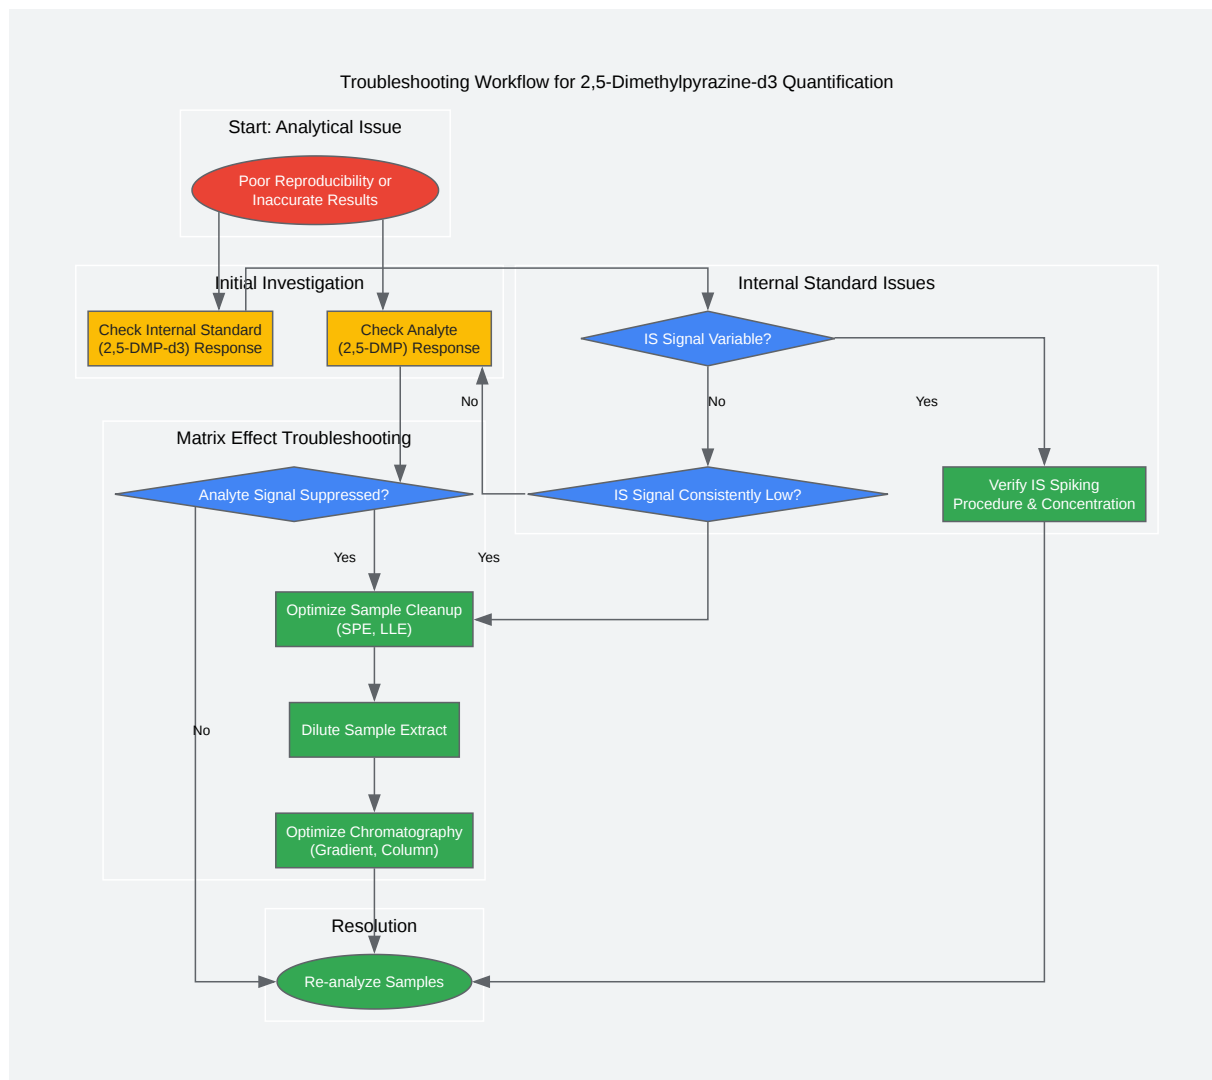 Troubleshooting Workflow for 2,5-Dimethylpyrazine-d3 Quantification
Start: Analytical Issue
Poor Reproducibility or
Inaccurate Results
Initial Investigation
Internal Standard Issues
Check Internal Standard
(2,5-DMP-d3) Response
Check Analyte
(2,5-DMP) Response
IS Signal Variable?
No
No
Yes
Matrix Effect Troubleshooting
Analyte Signal Suppressed?
IS Signal Consistently Low?
Verify IS Spiking
Procedure & Concentration
Yes
Yes
Optimize Sample Cleanup
(SPE, LLE)
No
Dilute Sample Extract
Optimize Chromatography
(Gradient, Column)
Resolution
Re-analyze Samples